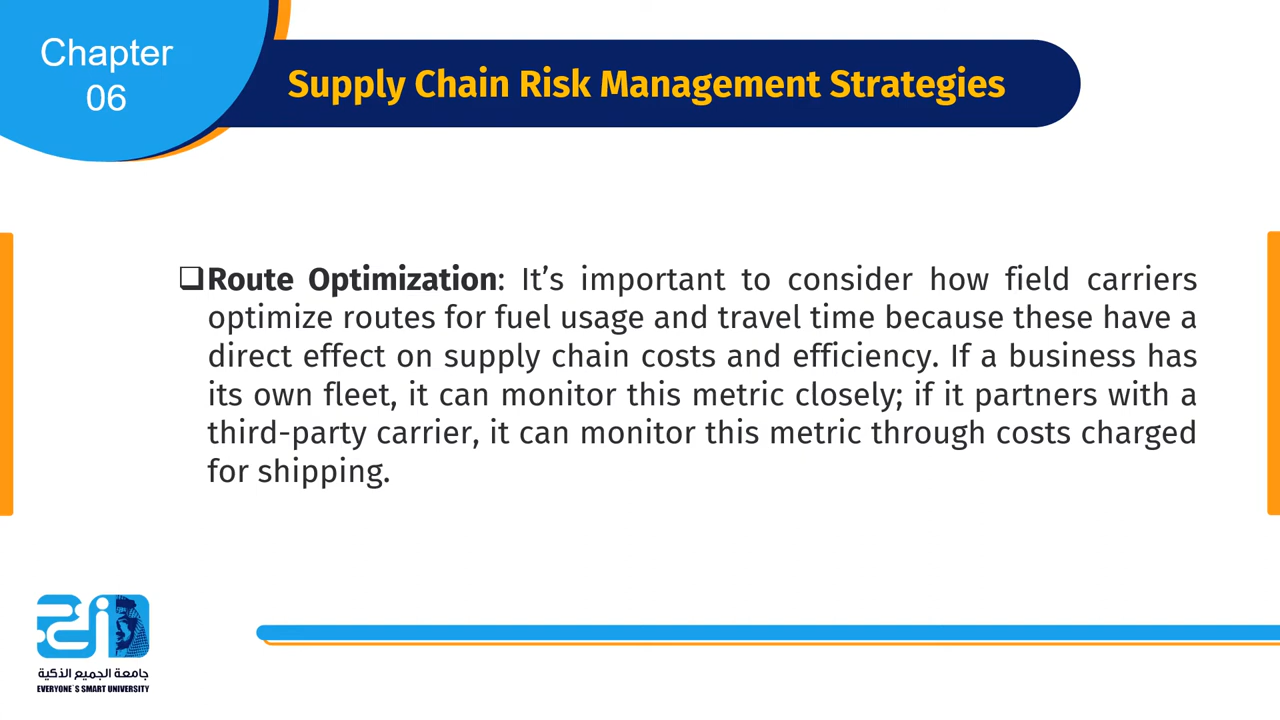 Chapter
06
Supply Chain Risk Management Strategies
❑Route Optimization: It’s important to consider how field carriers
optimize routes for fuel usage and travel time because these have a
direct effect on supply chain costs and efficiency. If a business has
its own fleet, it can monitor this metric closely; if it partners with a
third-party carrier, it can monitor this metric through costs charged
for shipping.
جامعة الجميع الذكية
EVERYONE`S SMART UNIVERSITY